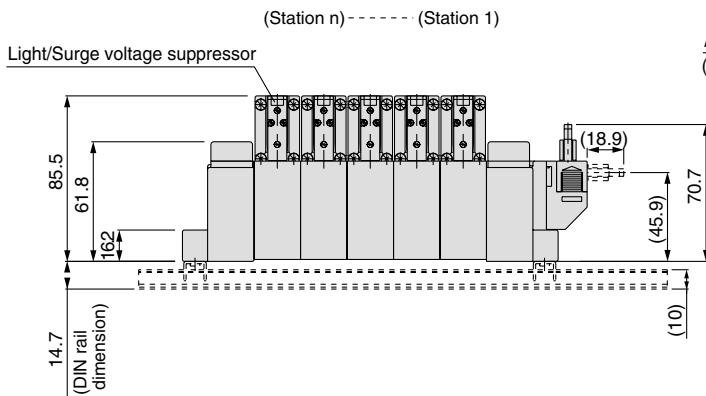 (Station n) (Station 1)
Light/Surge voltage suppressor
(18.9)
85.5
61.8
162
(45.9)
70.7
14.7
(DIN rail
dimension)
(10)